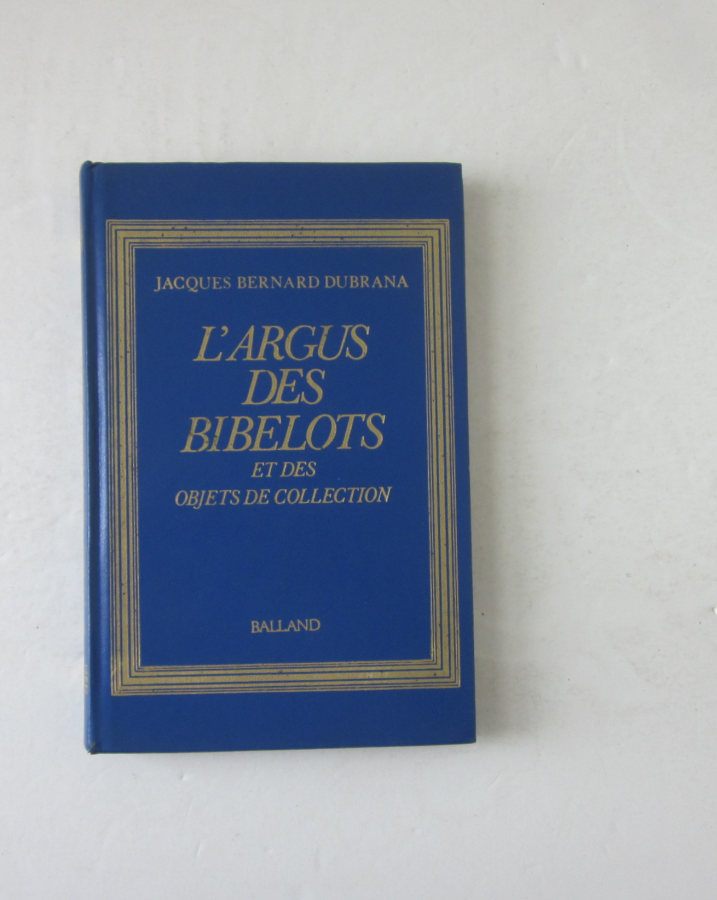 JACQUES BERNARD DUBRANA
L'ARGUS
DES
BIBELOTS
ET DES
OBJETS DE COLLECTION
BALLAND